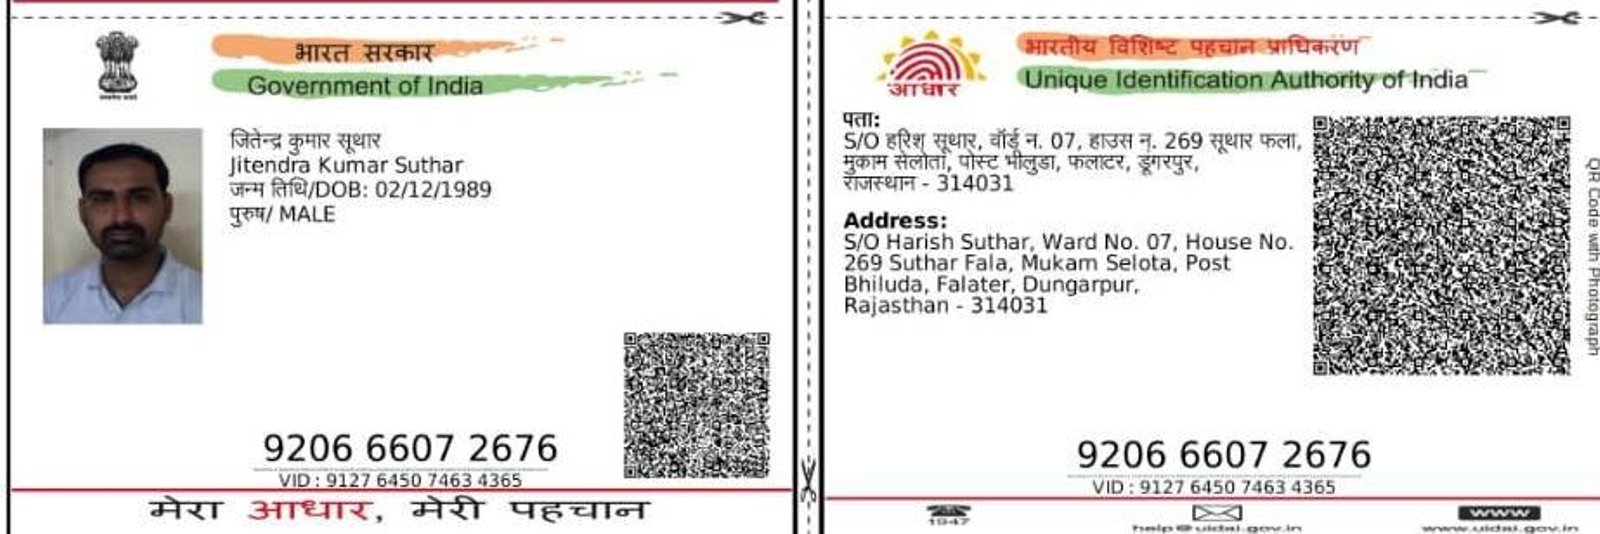 भारत सरकार
Government of India
जितेन्द्र कुमार सूथार
Jitendra Kumar Suthar
जन्म तिथि/DOB: 02/12/1989
पुरुष/ MALE
9206 6607 2676
VID : 9127 6450 7463 4365
मेरा आधार, मेरी पहचान
आधार
भारतीय विशिष्ट पहचान प्राधिकरण
Unique Identification Authority of India
पता:
S/O हरिश सूथार, वॉर्ड न. 07, हाउस न. 269 सूथार फला,
मुकाम सेलोता, पोस्ट भीलुडा, फलाटर, डूंगरपुर,
राजस्थान - 314031
Address:
S/O Harish Suthar, Ward No. 07, House No.
269 Suthar Fala, Mukam Selota, Post
Bhiluda, Falater, Dungarpur,
Rajasthan - 314031
QR Code with Photograph
9206 6607 2676
VID : 9127 6450 7463 4365
1947
help@uidai.gov.in
www
www.uidai.gov.in